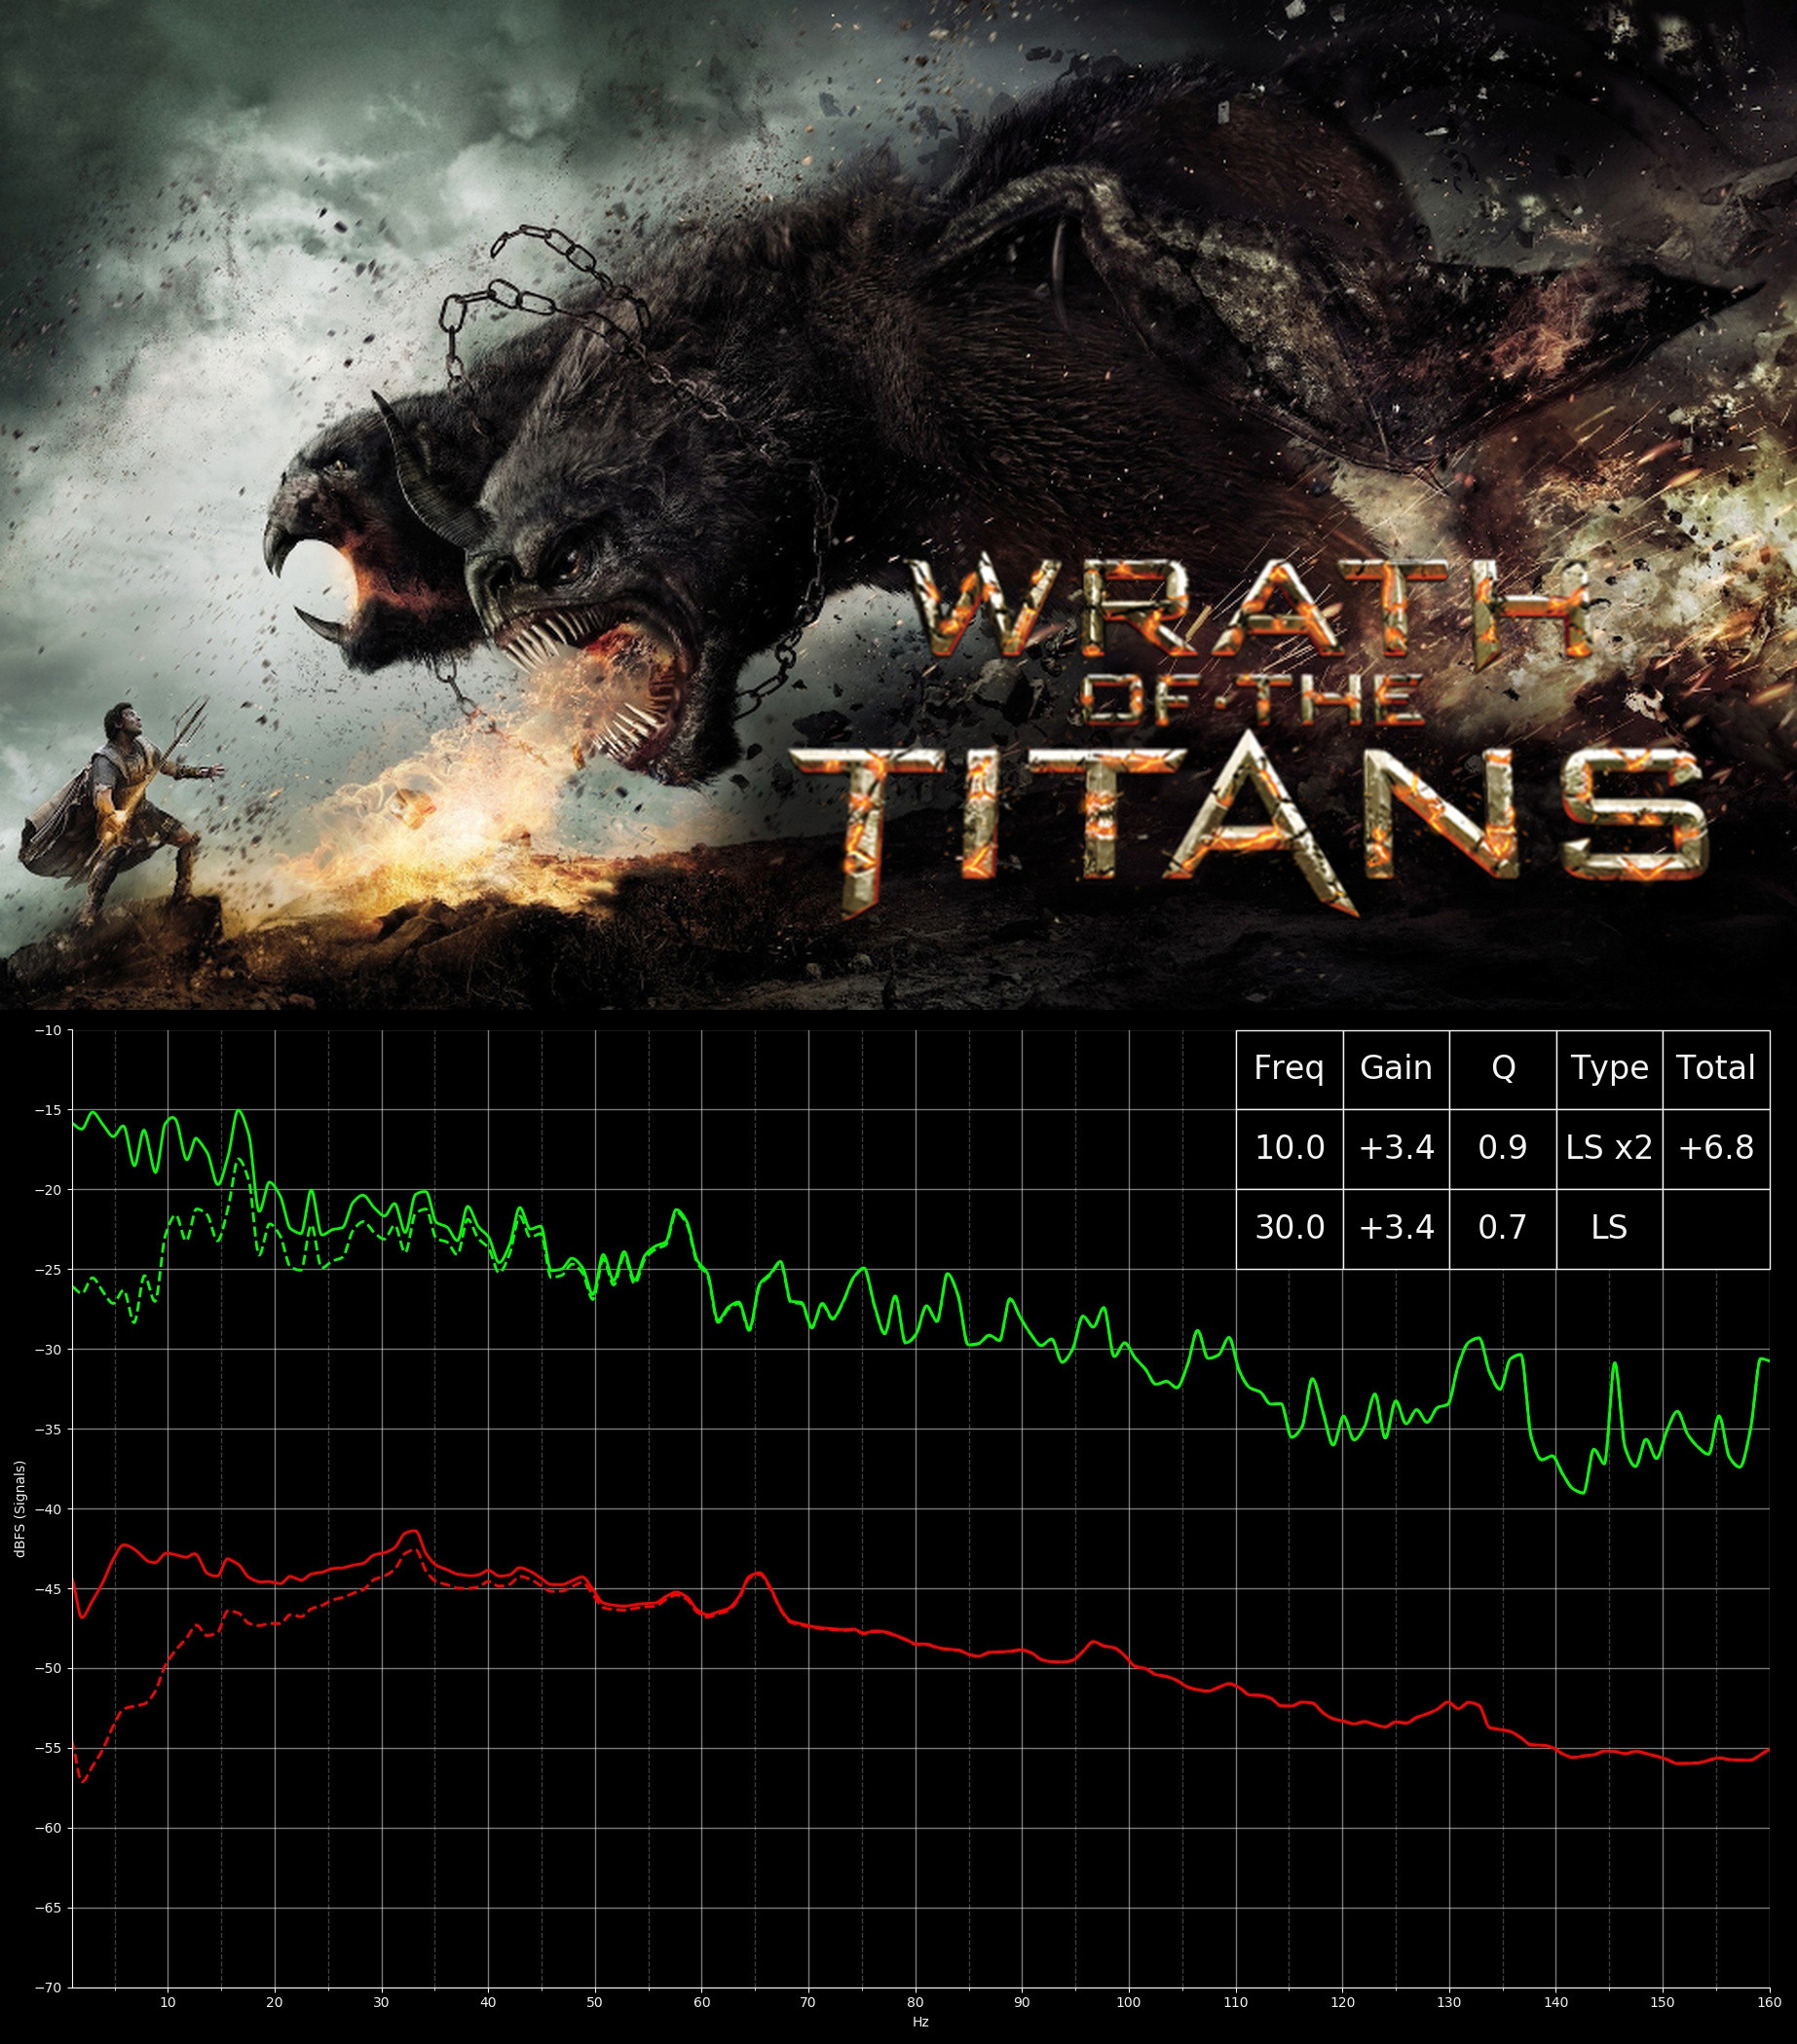 WRATH
OF·THE
TITANS
Freq Gain Q Type Total
10.0 +3.4 0.9 LS x2 +6.8
30.0 +3.4 0.7 LS
−10
−15
−20
−25
−30
−35
−40
−45
−50
−55
−60
−65
−70
dBFS (Signals)
10 20 30 40 50 60 70 80 90 100 110 120 130 140 150 160
Hz